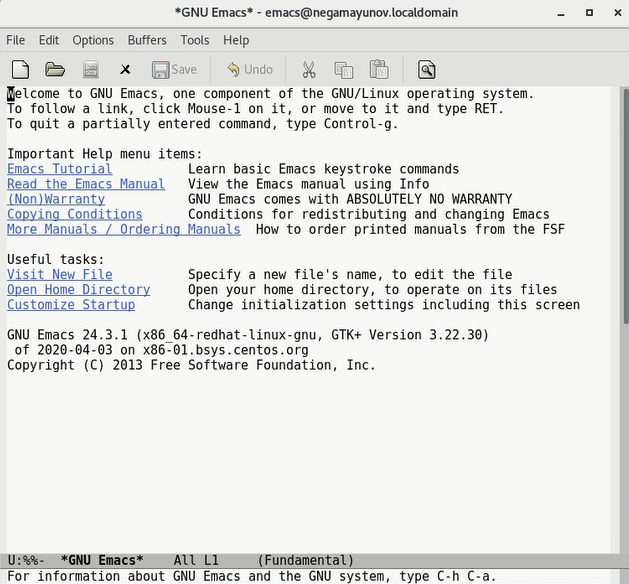 *GNU Emacs* - emacs@negamayunov.localdomain
File Edit Options Buffers Tools Help
Save Undo
Welcome to GNU Emacs, one component of the GNU/Linux operating system.
To follow a link, click Mouse-1 on it, or move to it and type RET.
To quit a partially entered command, type Control-g.
Important Help menu items:
Emacs Tutorial Learn basic Emacs keystroke commands
Read the Emacs Manual View the Emacs manual using Info
(Non)Warranty GNU Emacs comes with ABSOLUTELY NO WARRANTY
Copying Conditions Conditions for redistributing and changing Emacs
More Manuals / Ordering Manuals How to order printed manuals from the FSF
Useful tasks:
Visit New File Specify a new file's name, to edit the file
Open Home Directory Open your home directory, to operate on its files
Customize Startup Change initialization settings including this screen
GNU Emacs 24.3.1 (x86_64-redhat-linux-gnu, GTK+ Version 3.22.30)
of 2020-04-03 on x86-01.bsys.centos.org
Copyright (C) 2013 Free Software Foundation, Inc.
U:%%- *GNU Emacs* All L1 (Fundamental)
For information about GNU Emacs and the GNU system, type C-h C-a.